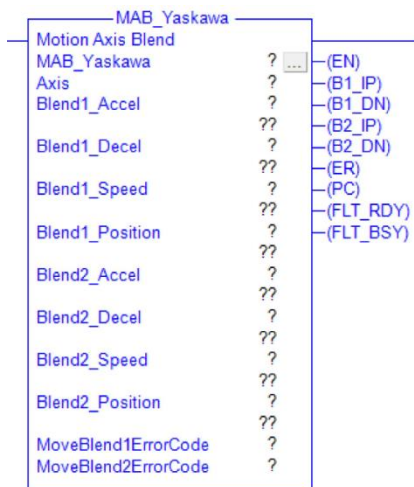 MAB_Yaskawa
Motion Axis Blend
MAB_Yaskawa ? ... (EN)
Axis ? (B1_IP)
Blend1_Accel ? (B1_DN)
?? (B2_IP)
Blend1_Decel ? (B2_DN)
?? (ER)
Blend1_Speed ? (PC)
?? (FLT_RDY)
Blend1_Position ? (FLT_BSY)
??
Blend2_Accel ?
??
Blend2_Decel ?
??
Blend2_Speed ?
??
Blend2_Position ?
??
MoveBlend1ErrorCode ?
MoveBlend2ErrorCode ?